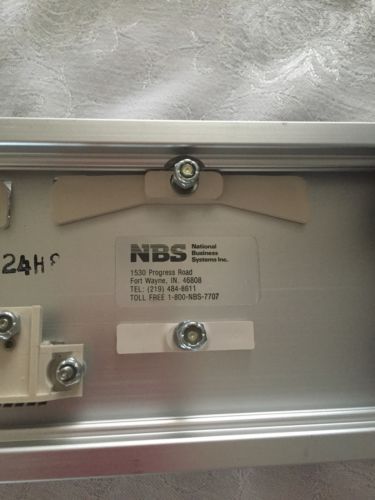 NBS National
Business
Systems Inc.
1530 Progress Road
Fort Wayne, IN. 46808
TEL: (219) 484-8611
TOLL FREE 1-800-NBS-7707